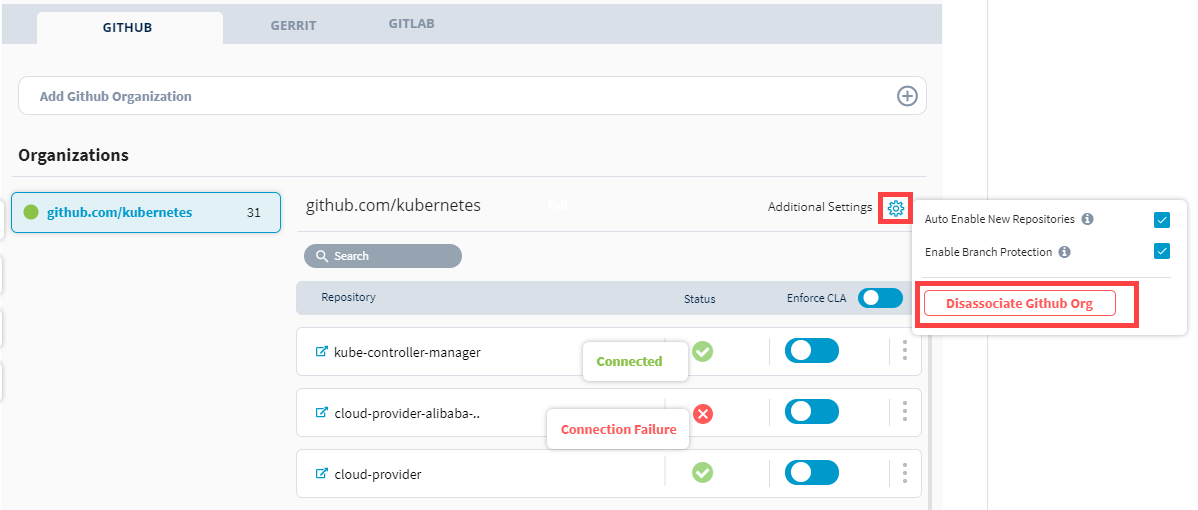 GITHUB
GERRIT
GITLAB
Add Github Organization
Organizations
github.com/kubernetes 31
github.com/kubernetes
Additional Settings
Auto Enable New Repositories
Enable Branch Protection
Disassociate Github Org
Search
Repository Status Enforce CLA
kube-controller-manager
Connected
cloud-provider-alibaba-..
Connection Failure
cloud-provider